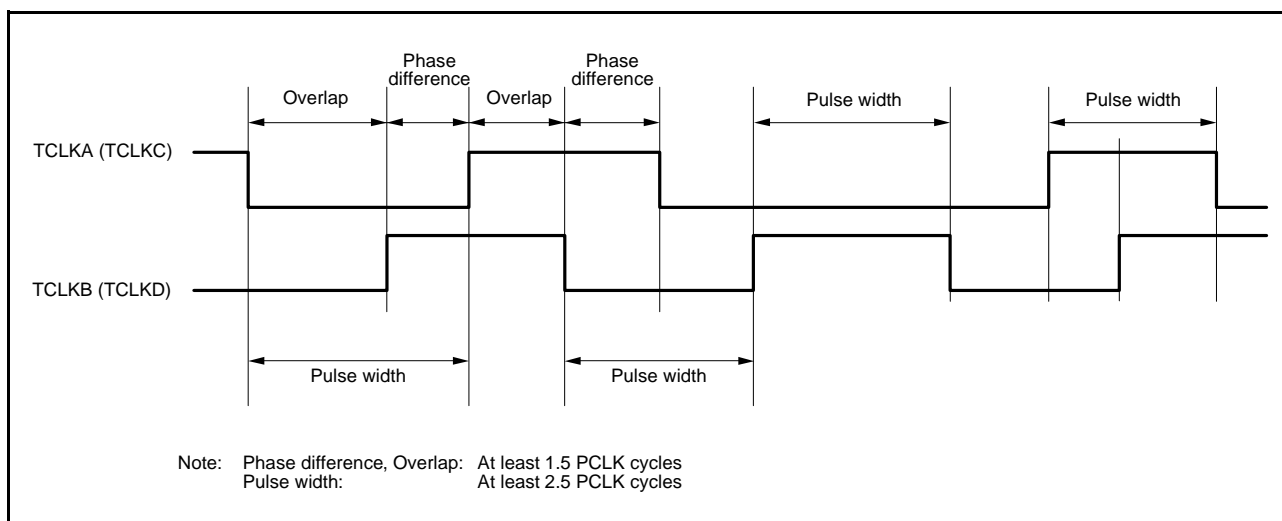 Phase
difference
Phase
difference
Overlap
Overlap
Pulse width
Pulse width
TCLKA (TCLKC)
TCLKB (TCLKD)
Pulse width
Pulse width
Note: Phase difference, Overlap: At least 1.5 PCLK cycles
Pulse width: At least 2.5 PCLK cycles